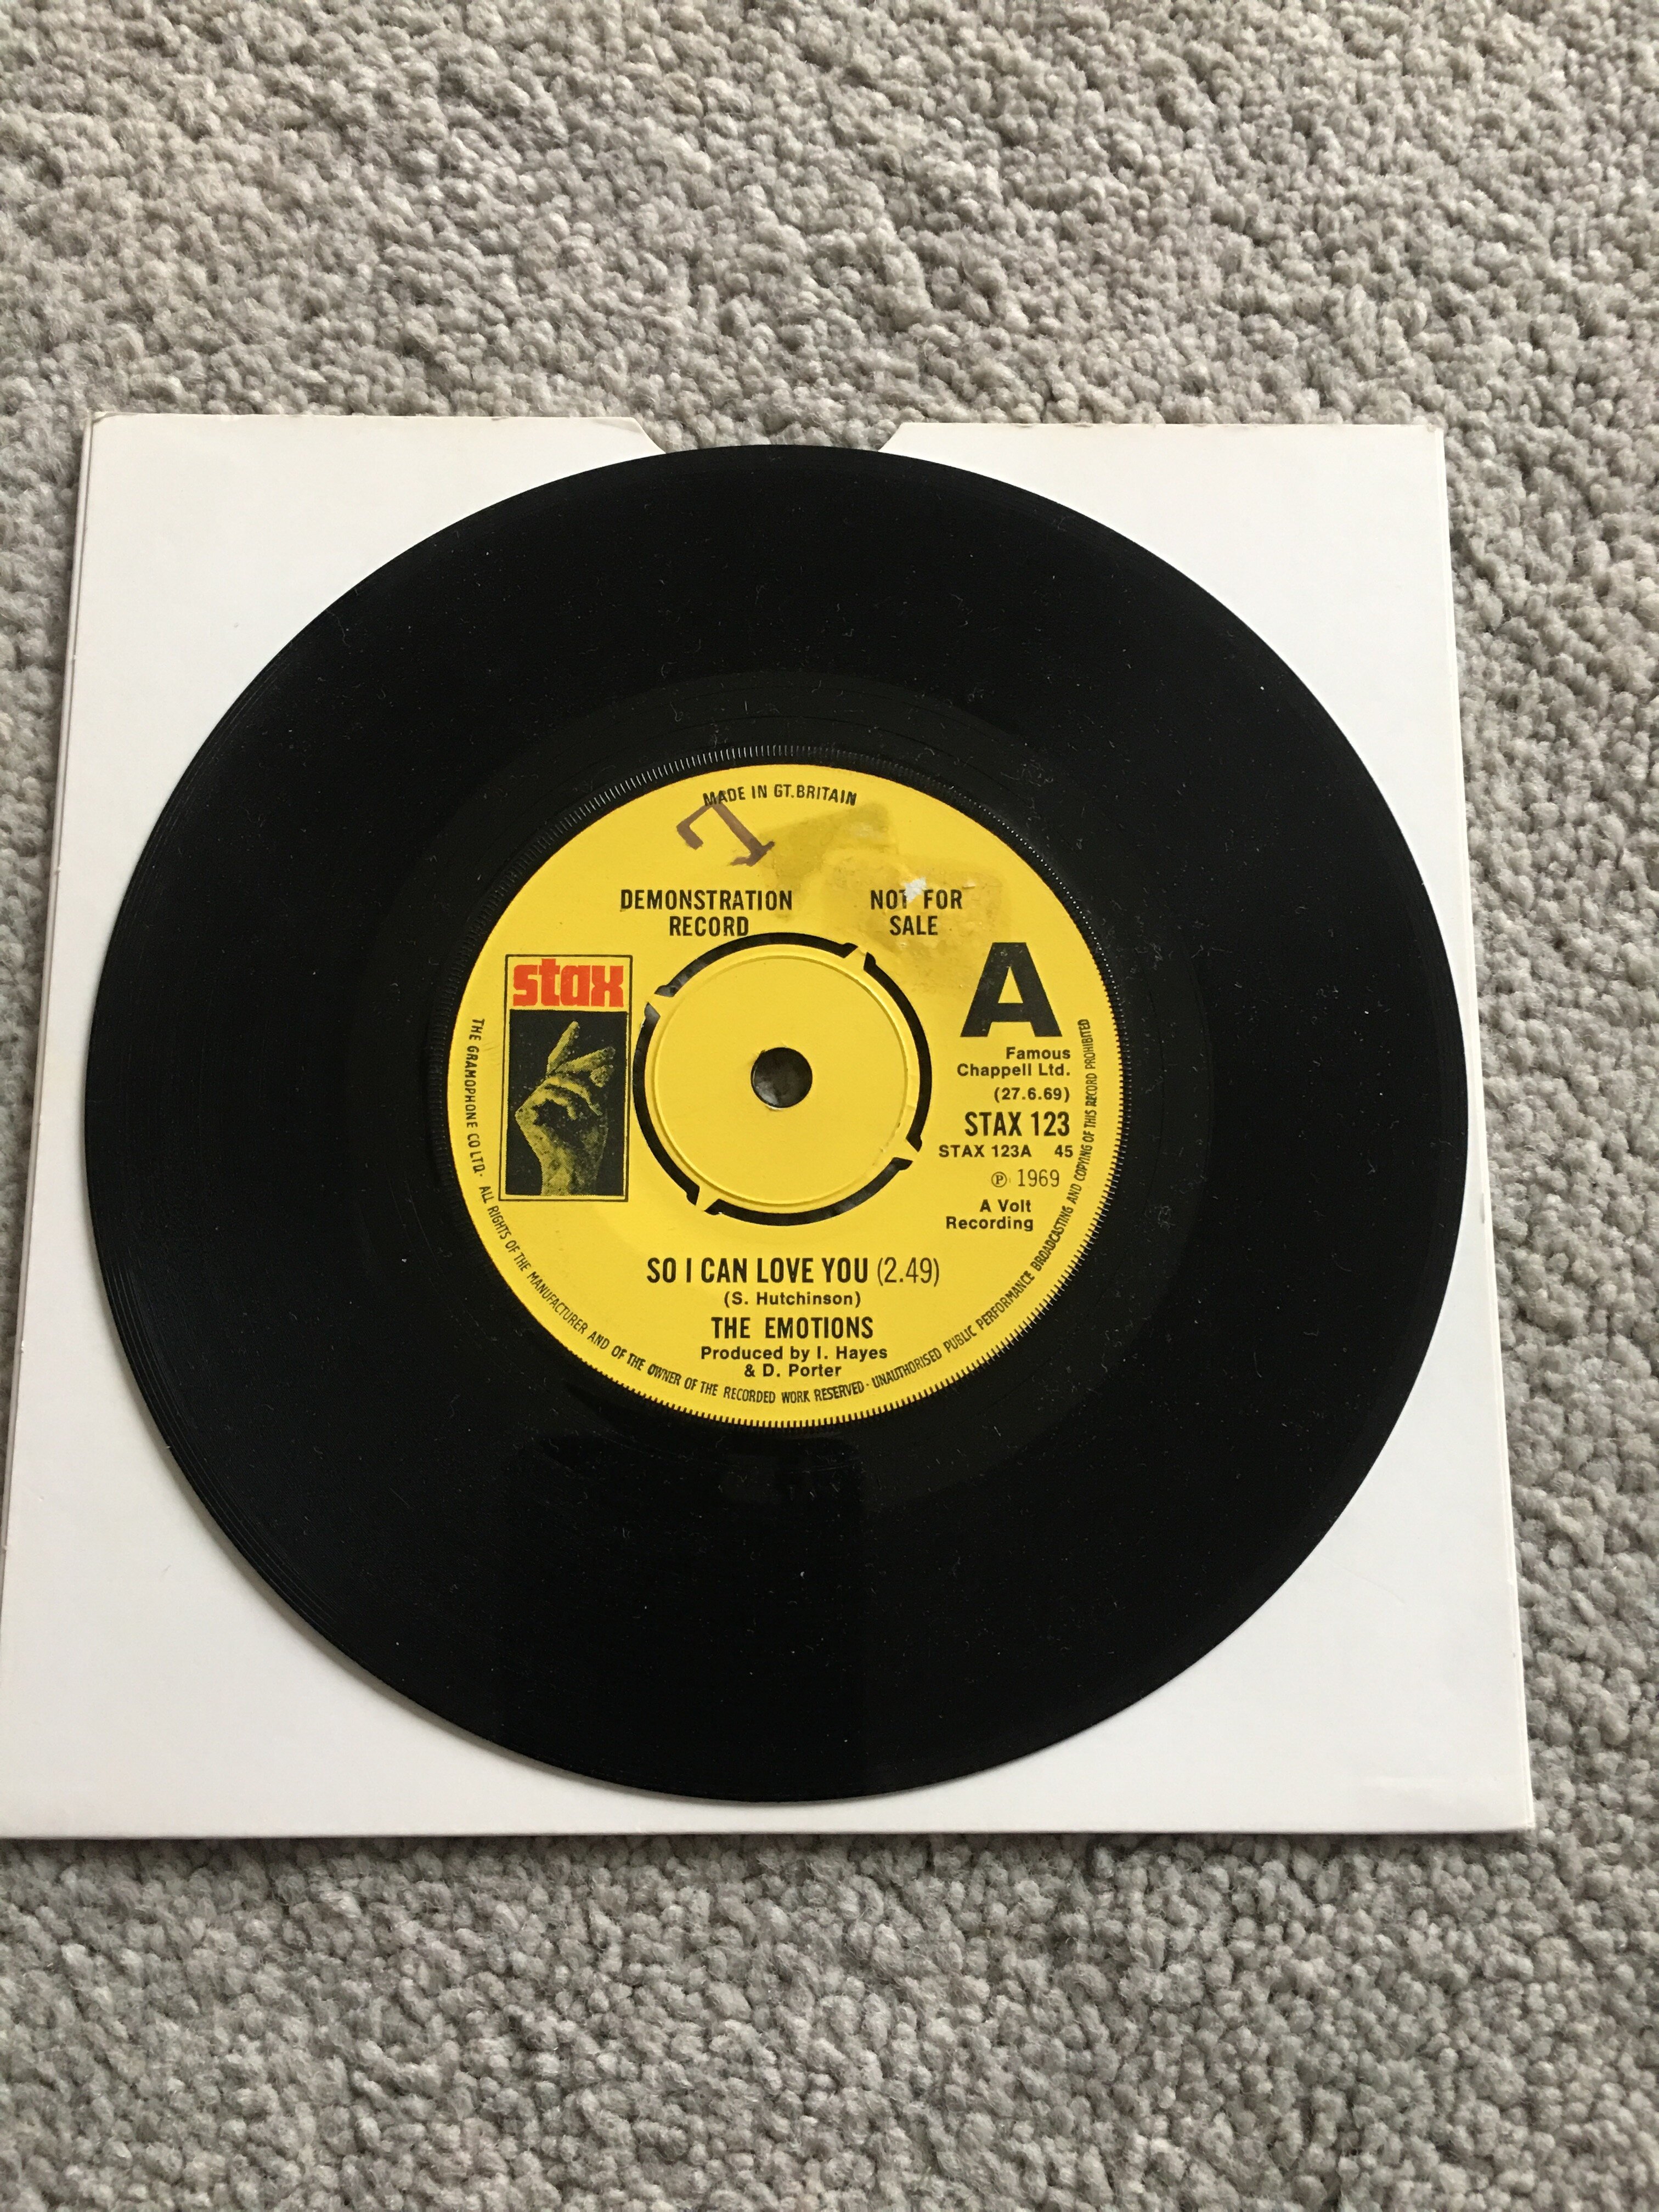 MADE IN GT. BRITAIN
DEMONSTRATION
RECORD
NOT FOR
SALE
stax
A
Famous
Chappell Ltd.
(27.6.69)
STAX 123
STAX 123A 45
℗ 1969
A Volt
Recording
SO I CAN LOVE YOU (2.49)
(S. Hutchinson)
THE EMOTIONS
Produced by I. Hayes
& D. Porter
THE GRAMOPHONE CO LTD· ALL RIGHTS OF THE MANUFACTURER AND OF THE OWNER OF THE RECORDED WORK RESERVED · UNAUTHORISED PUBLIC PERFORMANCE BROADCASTING AND COPYING OF THIS RECORD PROHIBITED